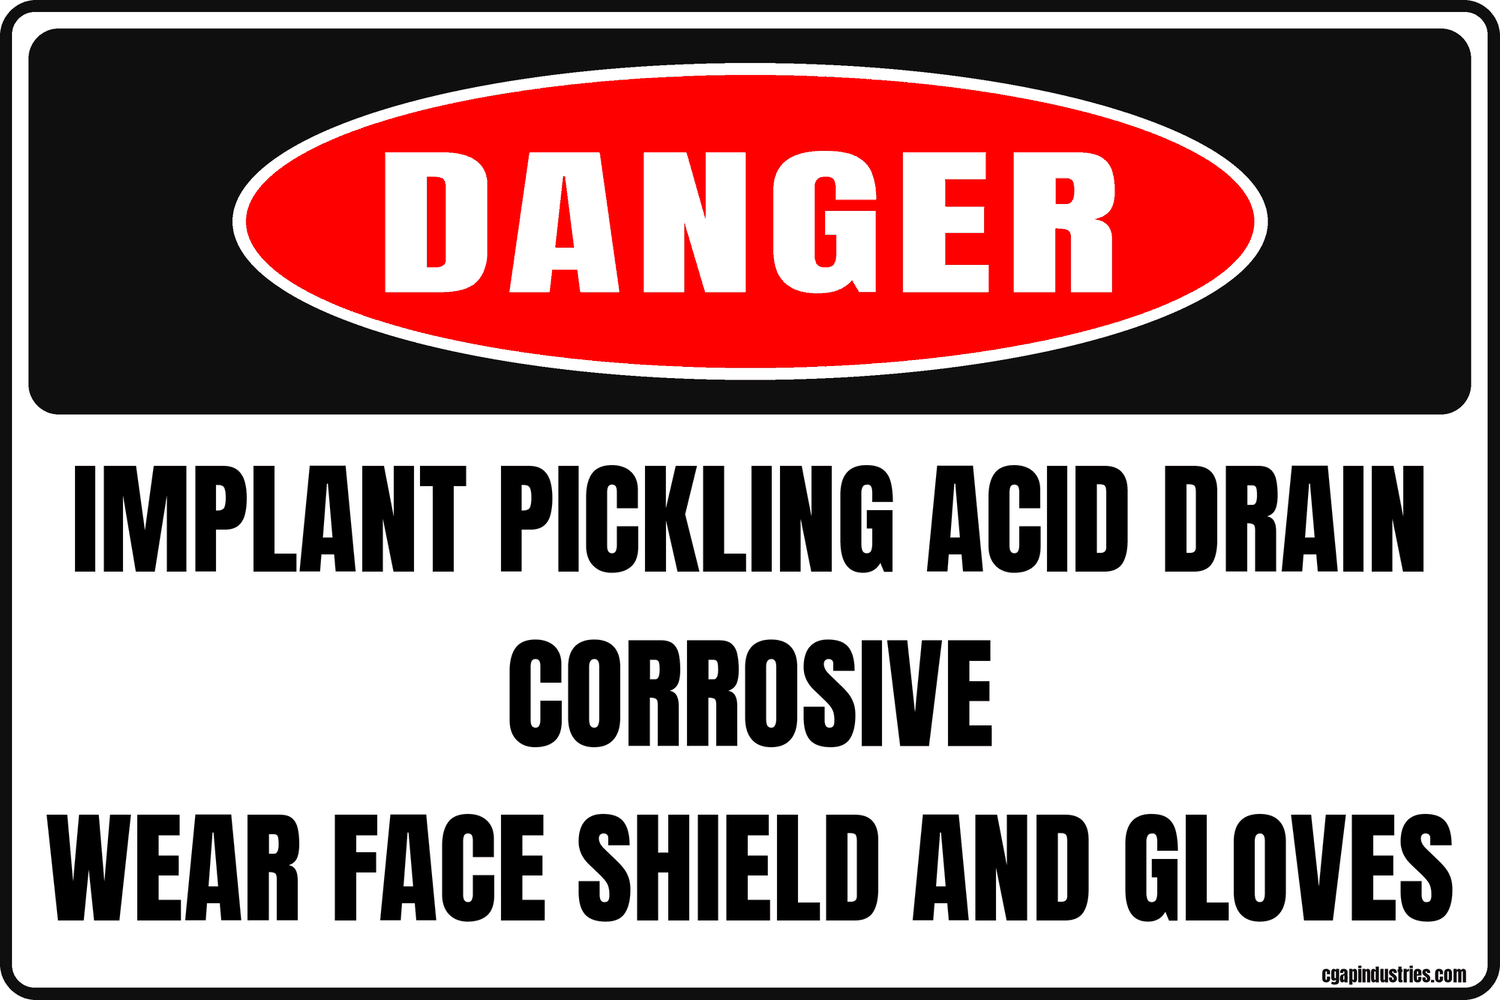 DANGER
IMPLANT PICKLING ACID DRAIN
CORROSIVE
WEAR FACE SHIELD AND GLOVES
cgapindustries.com